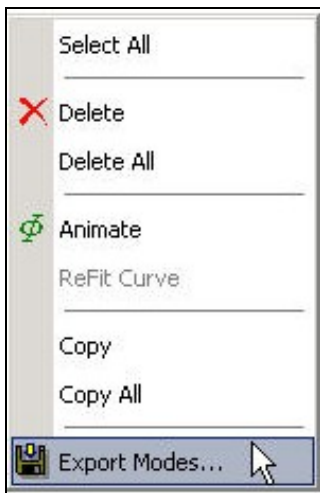 Select All
Delete
Delete All
Animate
ReFit Curve
Copy
Copy All
Export Modes...